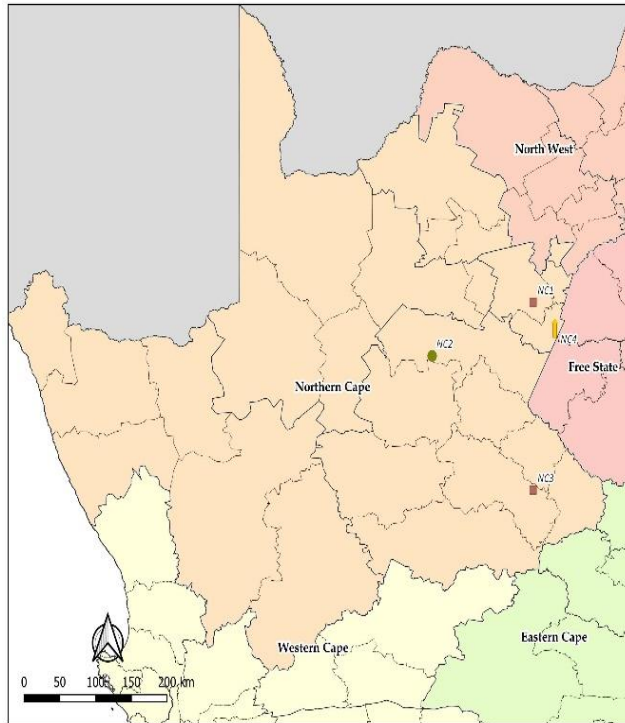 North West
NC1
NC4
NC2
Free State
Northern Cape
NC3
Western Cape
Eastern Cape
0 50 100 150 200 km